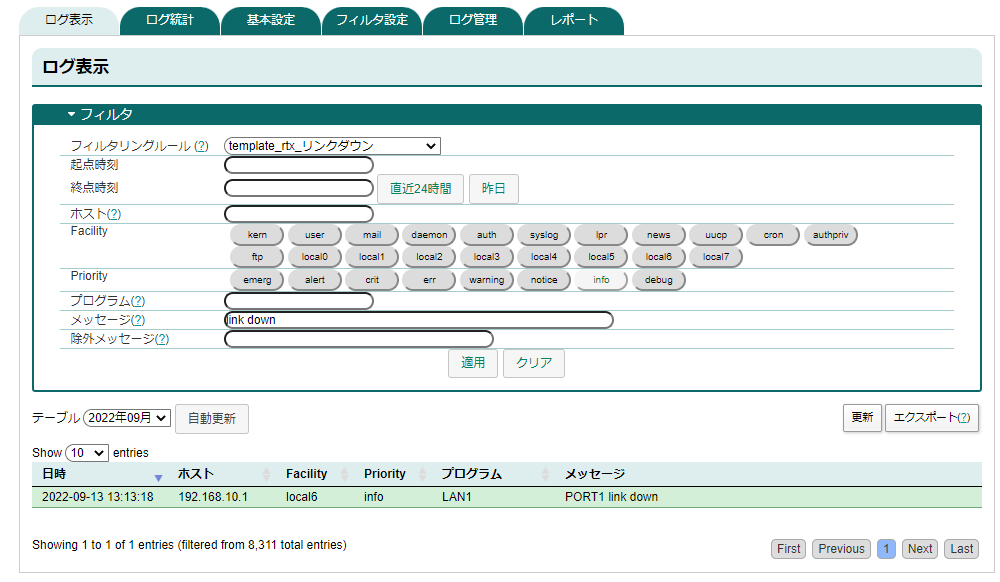 ログ表示 ログ統計 基本設定 フィルタ設定 ログ管理 レポート
ログ表示
フィルタ
フィルタリングルール (?) template_rtx_リンクダウン
起点時刻
終点時刻 直近24時間 昨日
ホスト(?)
Facility kern user mail daemon auth syslog lpr news uucp cron authpriv
ftp local0 local1 local2 local3 local4 local5 local6 local7
Priority emerg alert crit err warning notice info debug
プログラム(?)
メッセージ(?) link down
除外メッセージ(?)
適用 クリア
テーブル 2022年09月 自動更新 更新 エクスポート(?)
Show 10 entries
日時 ホスト Facility Priority プログラム メッセージ
2022-09-13 13:13:18 192.168.10.1 local6 info LAN1 PORT1 link down
Showing 1 to 1 of 1 entries (filtered from 8,311 total entries) First Previous 1 Next Last